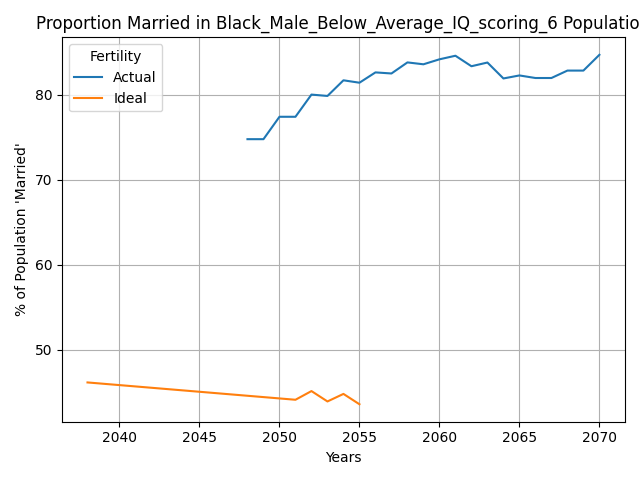 Proportion Married in Black_Male_Below_Average_IQ_scoring_6 Populatio
Fertility
Actual
Ideal
% of Population 'Married'
80
70
60
50
2040 2045 2050 2055 2060 2065 2070
Years